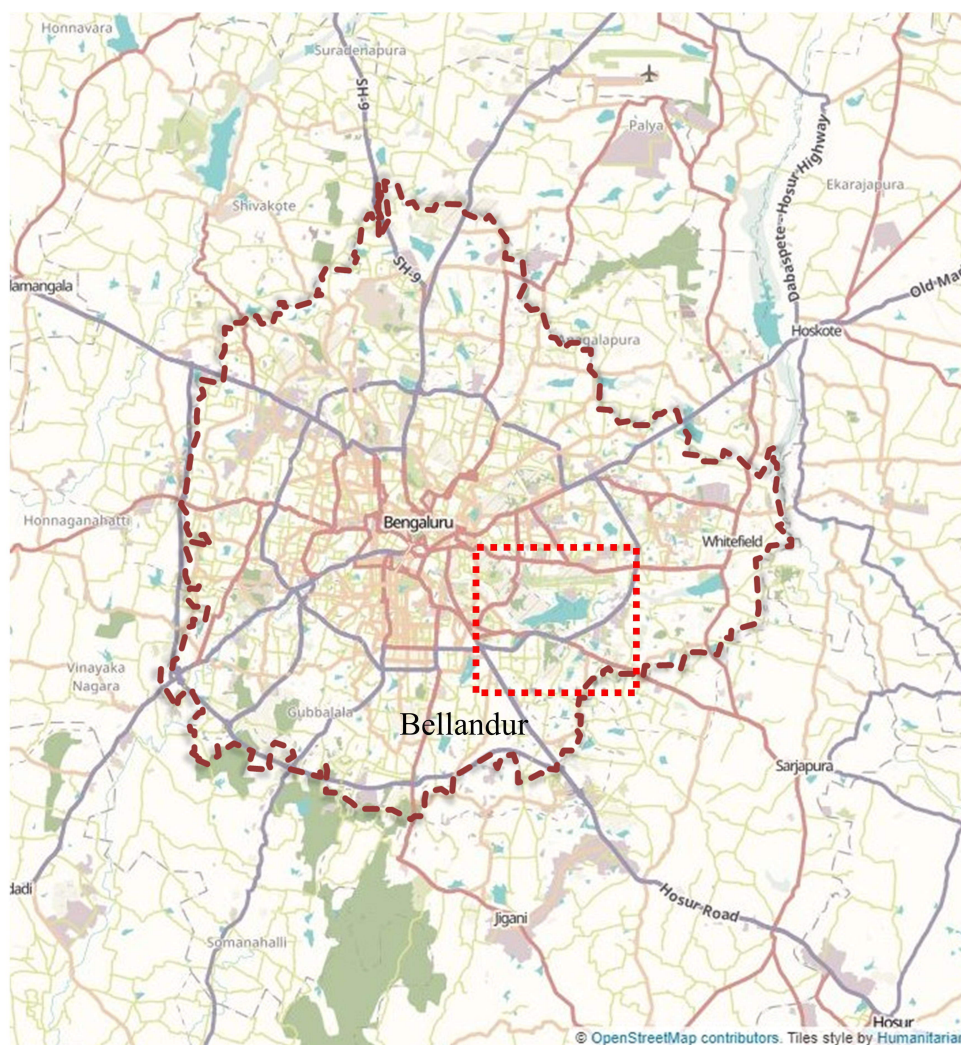 Honnavara
Suradenapura
SH-9
Palya
Dabaspete - Hosur Highway
Ekarajapura
Shivakote
SH-9
lamangala
Old Mad
Hoskote
Bengaluru
Honnaganahatti
Whitefield
Vinayaka
Nagara
Gubbalala
Bellandur
Sarjapura
dadi
Hosur Road
Jigani
Somanahalli
Hosur
© OpenStreetMap contributors. Tiles style by Humanitarian